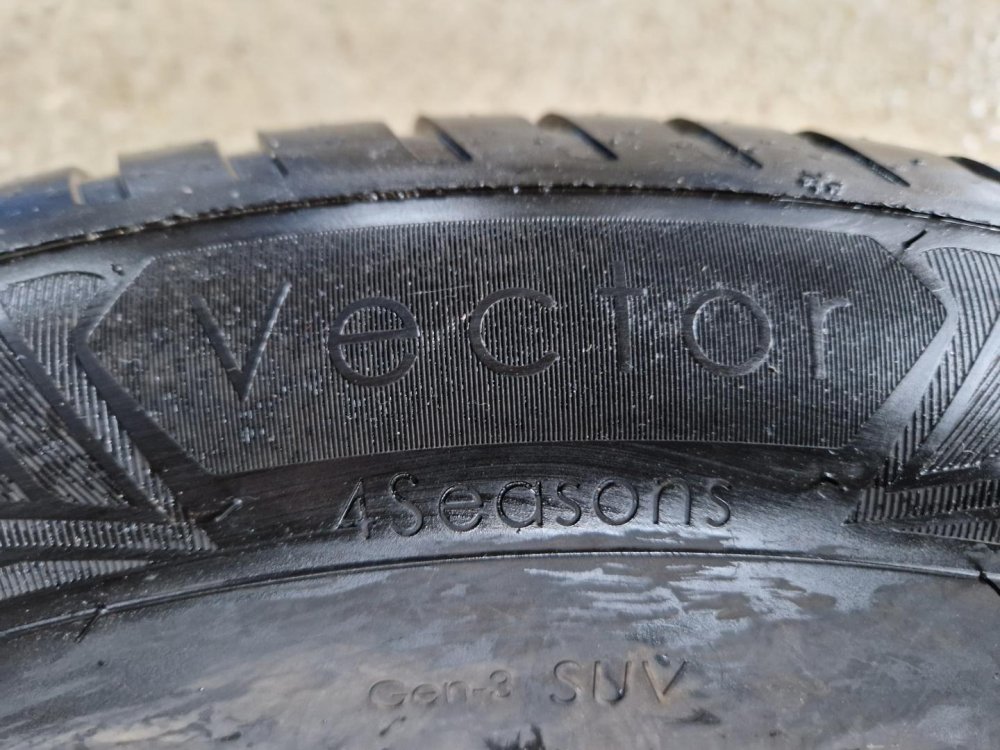 Vector
4Seasons
Gen-3 SUV